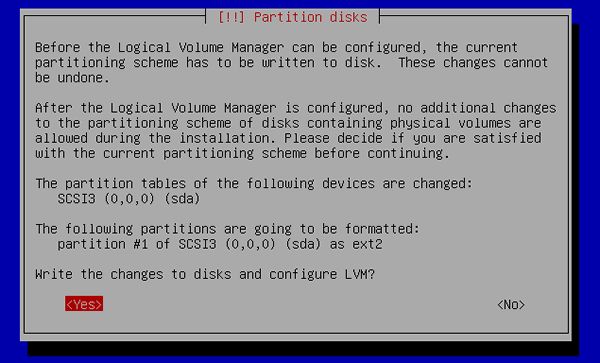 [!!] Partition disks
Before the Logical Volume Manager can be configured, the current
partitioning scheme has to be written to disk.  These changes cannot
be undone.
After the Logical Volume Manager is configured, no additional changes
to the partitioning scheme of disks containing physical volumes are
allowed during the installation. Please decide if you are satisfied
with the current partitioning scheme before continuing.
The partition tables of the following devices are changed:
SCSI3 (0,0,0) (sda)
The following partitions are going to be formatted:
partition #1 of SCSI3 (0,0,0) (sda) as ext2
Write the changes to disks and configure LVM?
<Yes> <No>